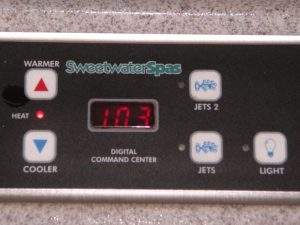 WARMER
SweetwaterSpas
HEAT
103
JETS 2
DIGITAL
COMMAND CENTER
COOLER
JETS
LIGHT